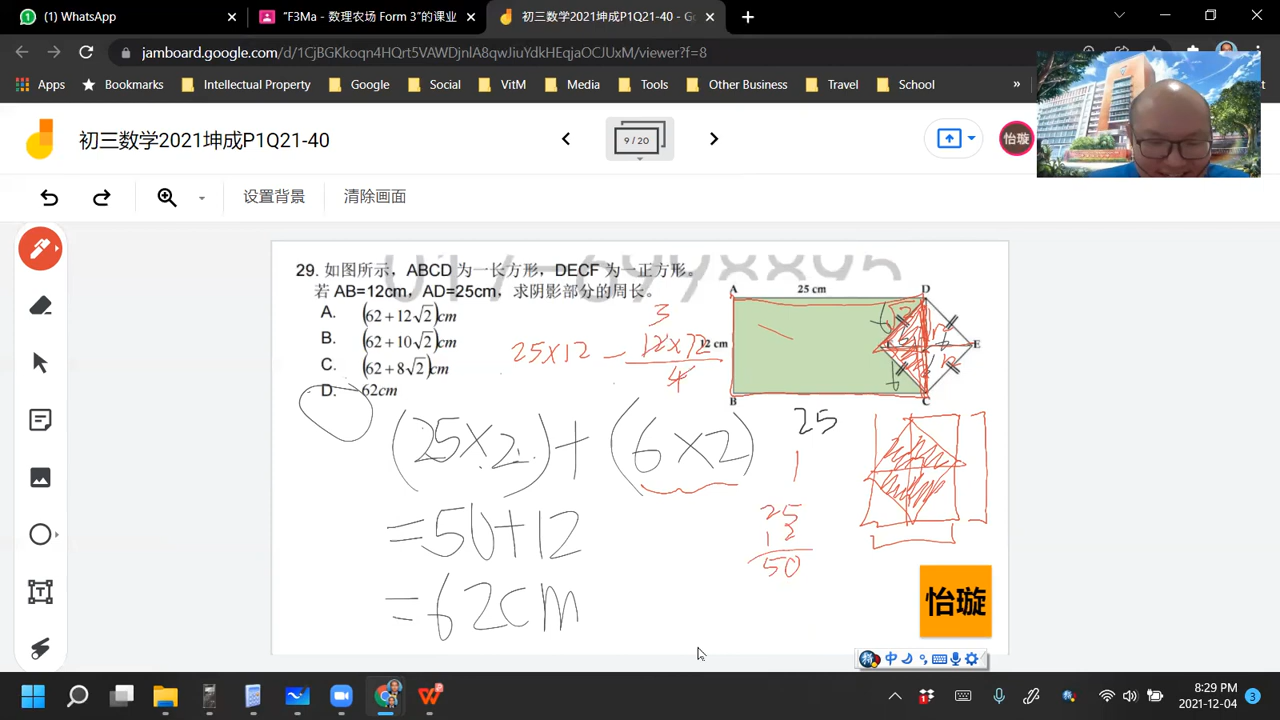 (1) WhatsApp
"F3Ma - 数理农场 Form 3"的课业
初三数学2021坤成P1Q21-40 - Go
jamboard.google.com/d/1CjBGKkoqn4HQrt5VAWDjnlA8qwJiuYdkHEqjaOCJUxM/viewer?f=8
Apps Bookmarks Intellectual Property Google Social VitM Media Tools Other Business Travel School »
初三数学2021坤成P1Q21-40
9 / 20
怡璇
设置背景 清除画面
29. 如图所示，ABCD 为一长方形，DECF 为一正方形。
若 AB=12cm，AD=25cm，求阴影部分的周长。
A. (62+12√2)cm
B. (62+10√2)cm
C. (62+8√2)cm
D. 62cm
A 25 cm D
12 cm
E
B C
3
25×12 − 12×72
4
(25×2)+(6×2)
=50+12
=62cm
25
25
12
50
怡璇
中
8:29 PM
2021-12-04
3